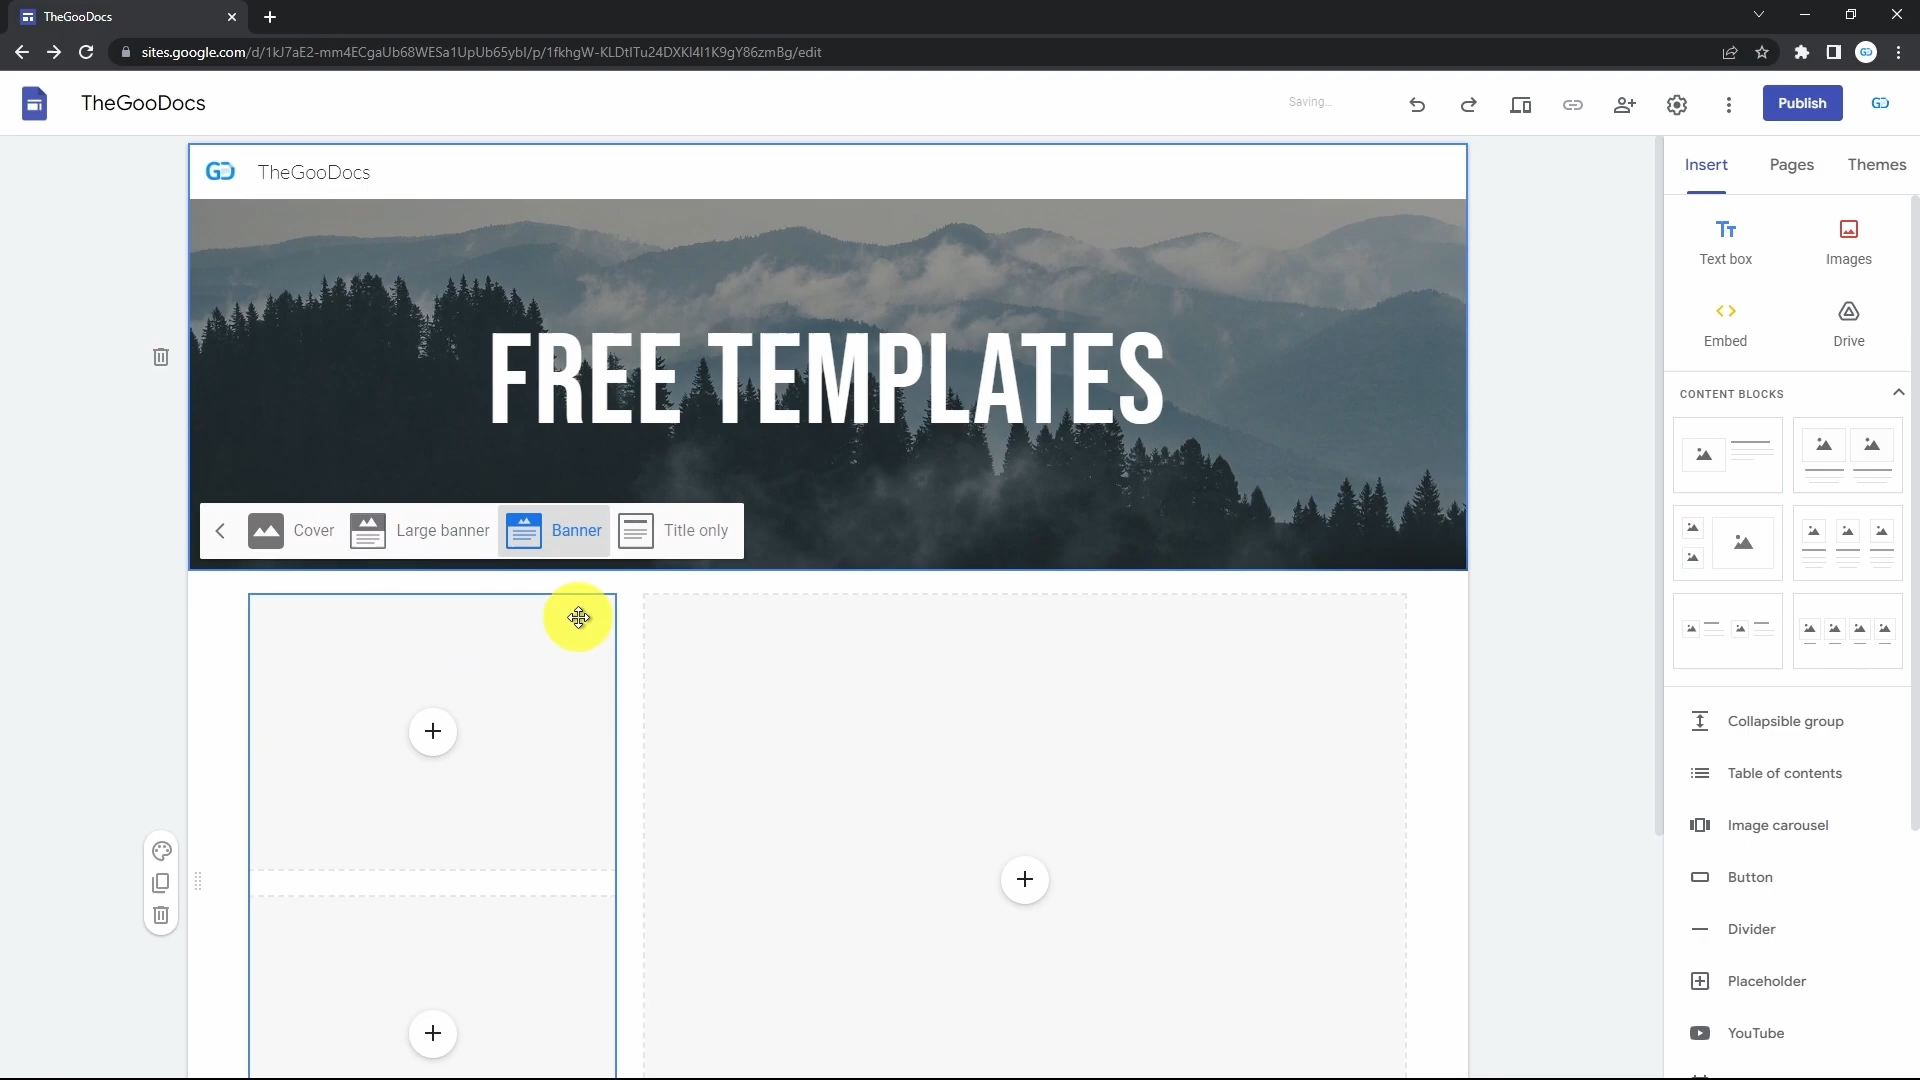 TheGooDocs
sites.google.com/d/1kJ7aE2-mm4ECgaUb68WESa1UpUb65ybI/p/1fkhgW-KLDtITu24DXKl4I1K9gY86zmBg/edit
TheGooDocs
Saving...
Publish
TheGooDocs
FREE TEMPLATES
Cover
Large banner
Banner
Title only
Insert
Pages
Themes
Text box
Images
Embed
Drive
CONTENT BLOCKS
Collapsible group
Table of contents
Image carousel
Button
Divider
Placeholder
YouTube